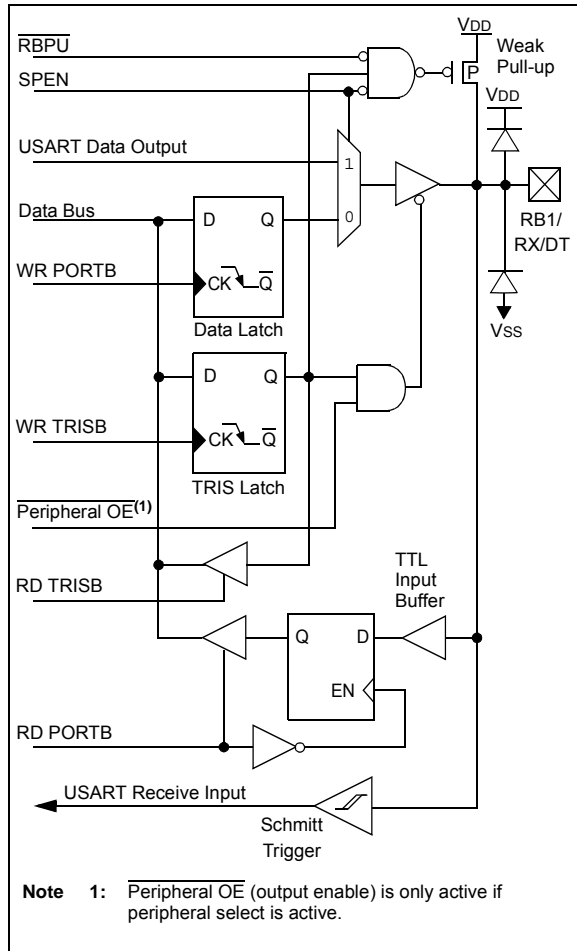 VDD
RBPU
Weak
Pull-up
P
SPEN
VDD
USART Data Output
1
Data Bus
D Q
0
RB1/
RX/DT
WR PORTB
CK Q
VSS
Data Latch
D Q
WR TRISB
CK Q
TRIS Latch
Peripheral OE(1)
TTL
Input
Buffer
RD TRISB
Q D
EN
RD PORTB
USART Receive Input
Schmitt
Trigger
Note 1: Peripheral OE (output enable) is only active if
peripheral select is active.